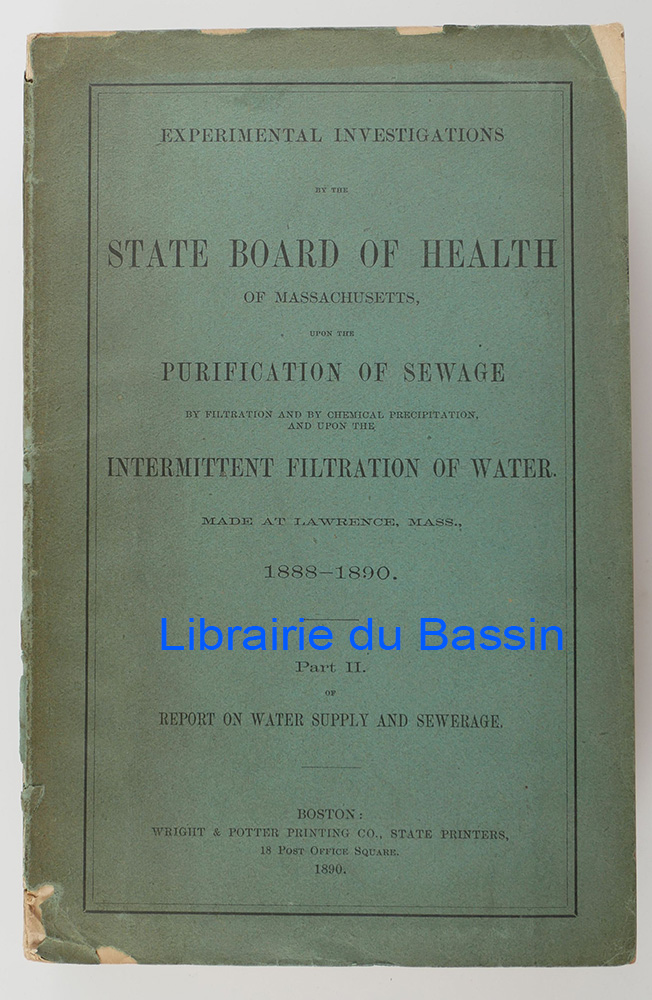 EXPERIMENTAL INVESTIGATIONS
BY THE
STATE BOARD OF HEALTH
OF MASSACHUSETTS,
UPON THE
PURIFICATION OF SEWAGE
BY FILTRATION AND BY CHEMICAL PRECIPITATION,
AND UPON THE
INTERMITTENT FILTRATION OF WATER.
MADE AT LAWRENCE, MASS.,
1888–1890.
Librairie du Bassin
Part II.
OF
REPORT ON WATER SUPPLY AND SEWERAGE.
BOSTON:
WRIGHT & POTTER PRINTING CO., STATE PRINTERS,
18 POST OFFICE SQUARE.
1890.